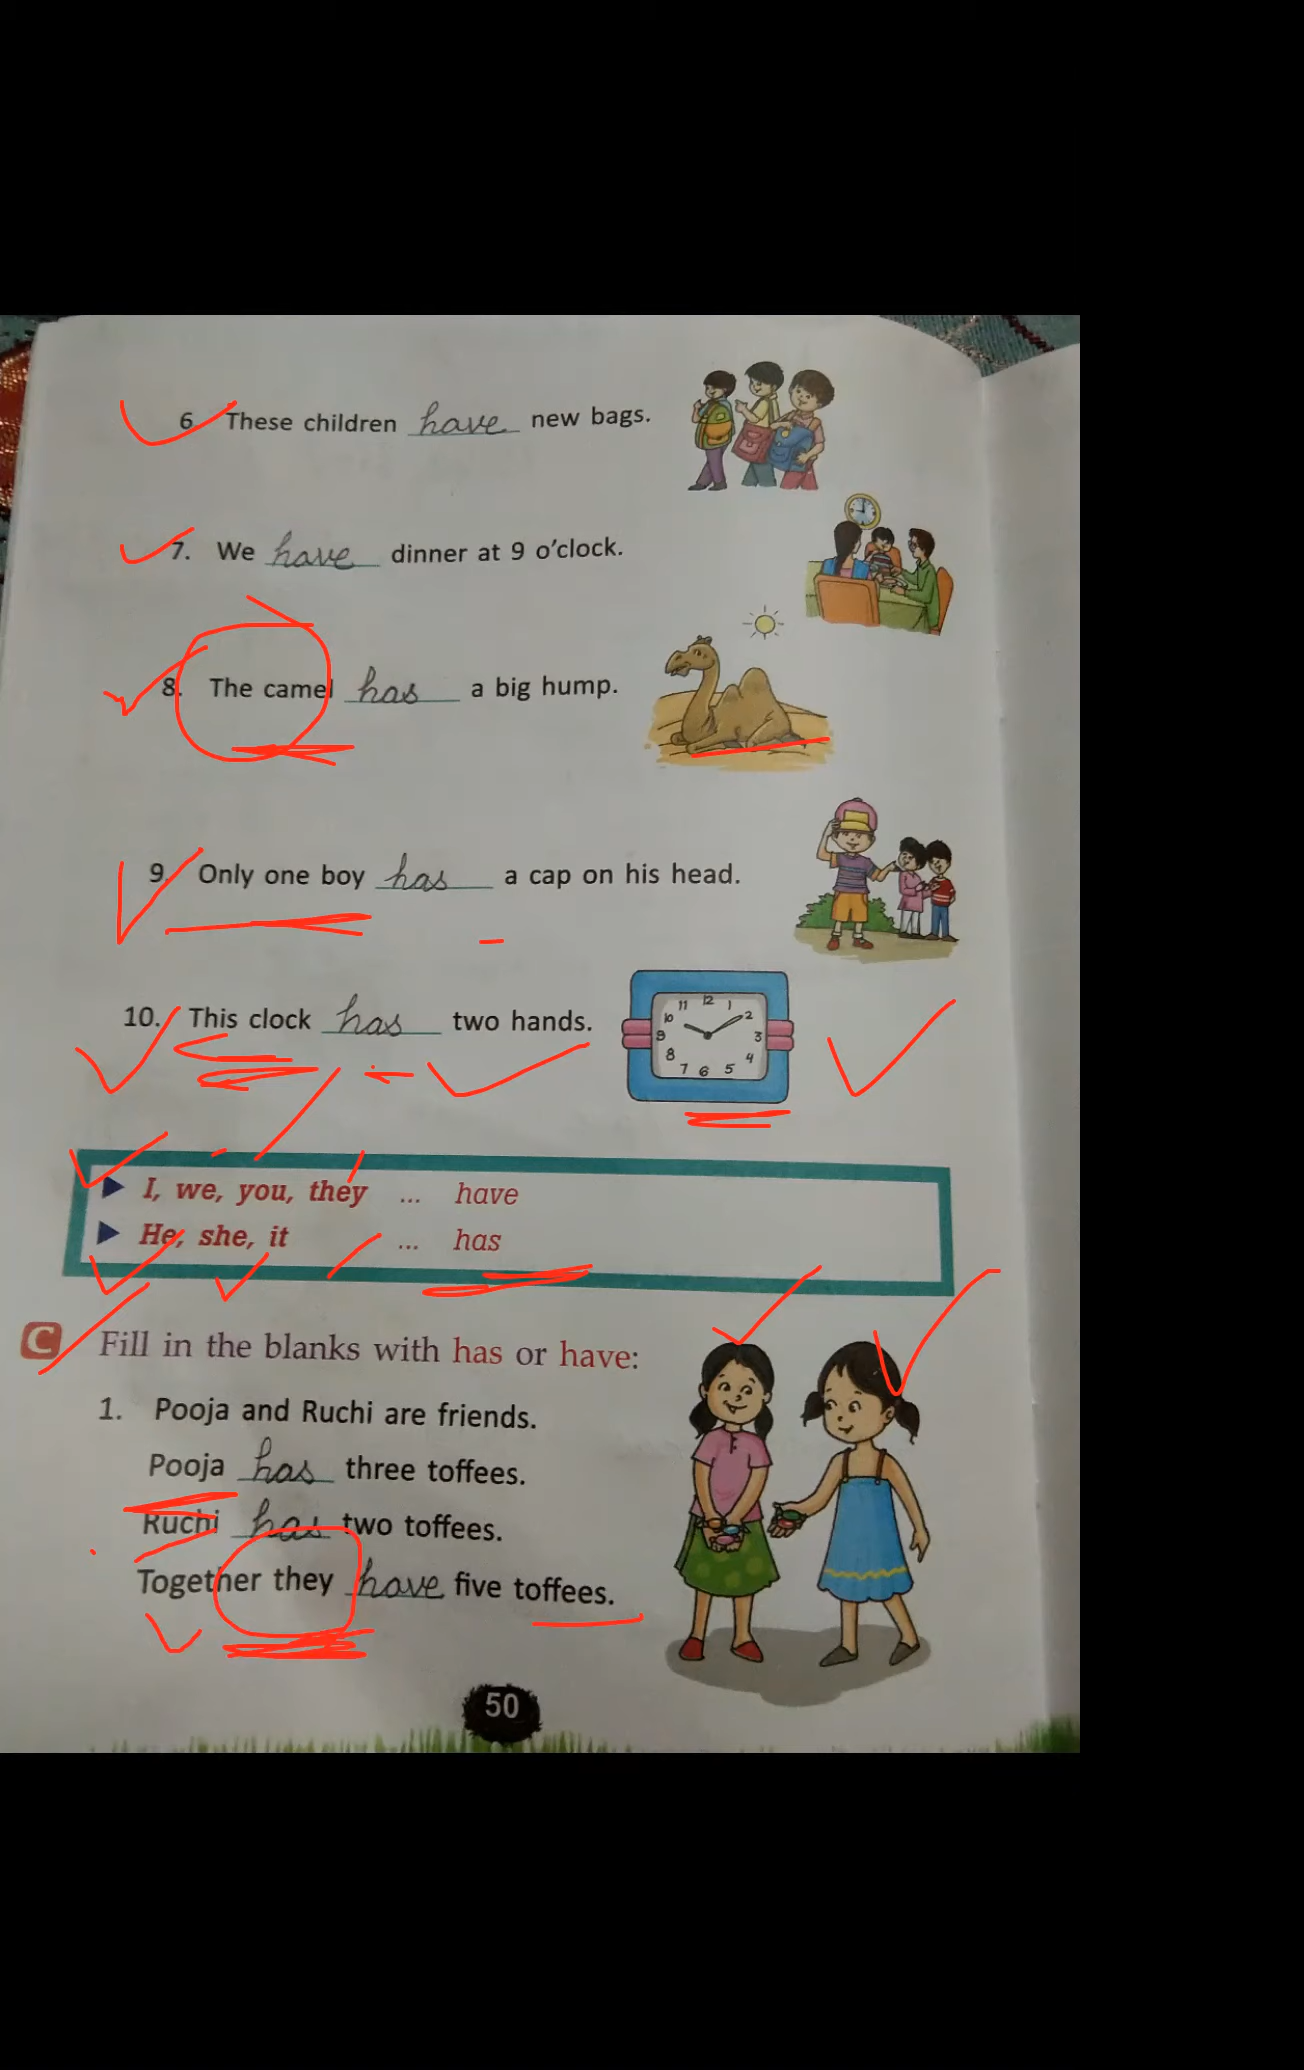 6. These children have new bags.
7. We have dinner at 9 o'clock.
8. The camel has a big hump.
9. Only one boy has a cap on his head.
10. This clock has two hands.
11 12 1
10 2
9 3
8 4
7 6 5
I, we, you, they ... have
He, she, it ... has
C Fill in the blanks with has or have:
1. Pooja and Ruchi are friends.
Pooja has three toffees.
Ruchi has two toffees.
Together they have five toffees.
50